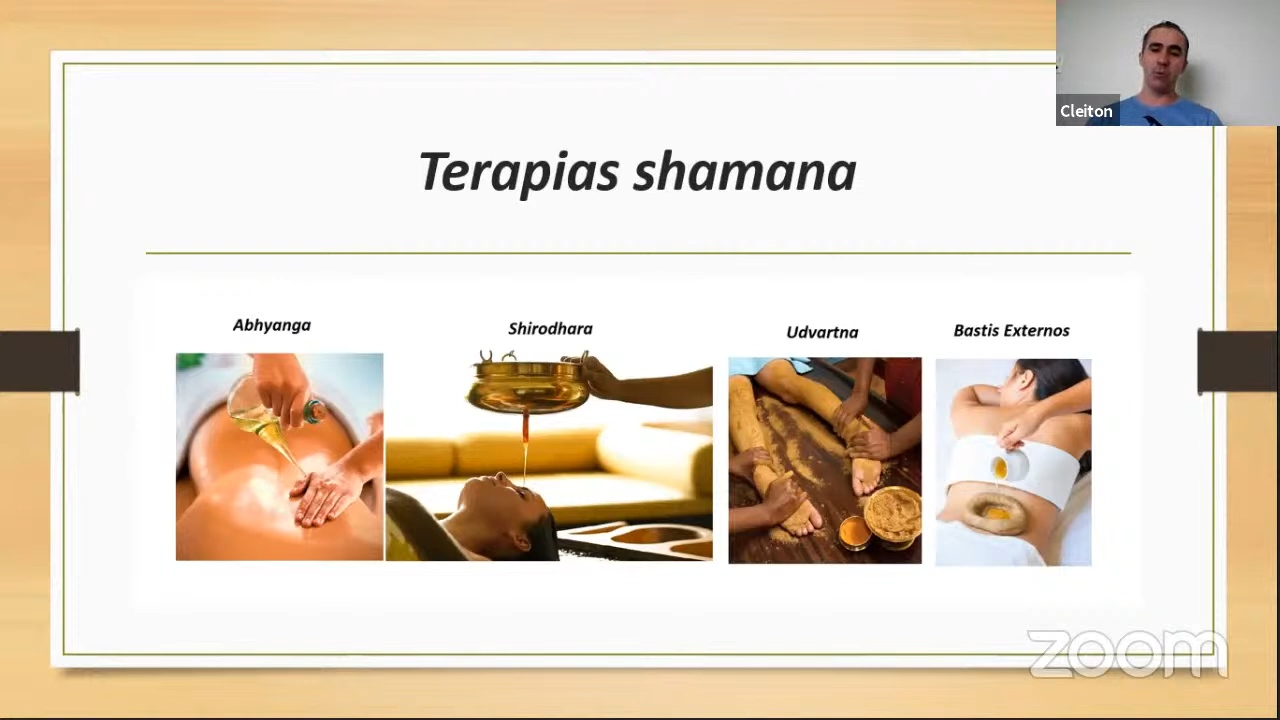 Cleiton
Terapias shamana
Abhyanga
Shirodhara
Udvartna
Bastis Externos
zoom